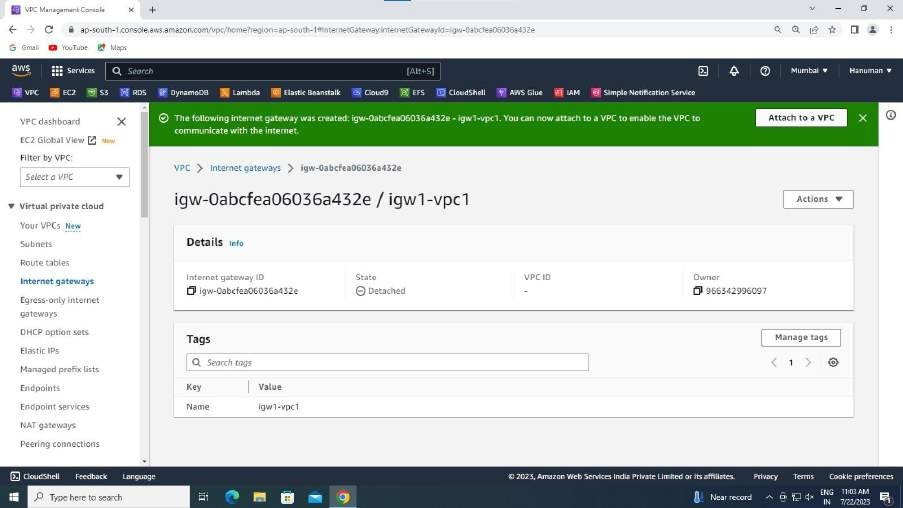 VPC Management Console
ap-south-1.console.aws.amazon.com/vpc/home?region=ap-south-1#InternetGateway:internetGatewayId=igw-0abcfea06036a432e
Gmail YouTube Maps
aws Services Search [Alt+S] Mumbai Hanuman
VPC EC2 S3 RDS DynamoDB Lambda Elastic Beanstalk Cloud9 EFS CloudShell AWS Glue IAM Simple Notification Service
VPC dashboard
EC2 Global View New
Filter by VPC:
Select a VPC
Virtual private cloud
Your VPCs New
Subnets
Route tables
Internet gateways
Egress-only internet
gateways
DHCP option sets
Elastic IPs
Managed prefix lists
Endpoints
Endpoint services
NAT gateways
Peering connections
The following internet gateway was created: igw-0abcfea06036a432e - igw1-vpc1. You can now attach to a VPC to enable the VPC to
communicate with the internet.
Attach to a VPC
VPC Internet gateways igw-0abcfea06036a432e
igw-0abcfea06036a432e / igw1-vpc1
Actions
Details Info
Internet gateway ID State VPC ID Owner
igw-0abcfea06036a432e Detached - 966342996097
Tags
Manage tags
Search tags
1
Key Value
Name igw1-vpc1
CloudShell Feedback Language © 2023, Amazon Web Services India Private Limited or its affiliates. Privacy Terms Cookie preferences
Type here to search Near record ENG 11:03 AM
IN 7/22/2023